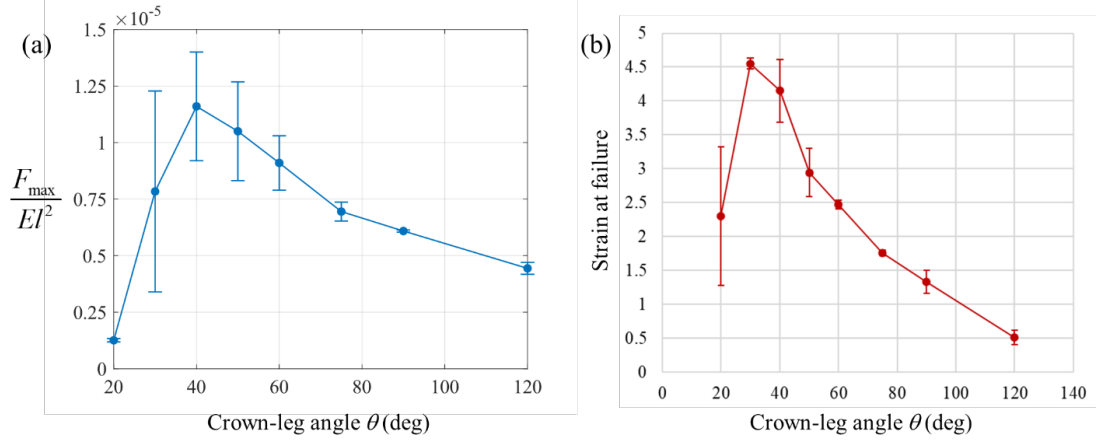 (a)
×10⁻⁵
1.5
1.25
1
0.75
0.5
0.25
0
F_max
El²
20 40 60 80 100 120
Crown-leg angle θ (deg)
(b)
Strain at failure
5
4.5
4
3.5
3
2.5
2
1.5
1
0.5
0
0 20 40 60 80 100 120 140
Crown-leg angle θ (deg)